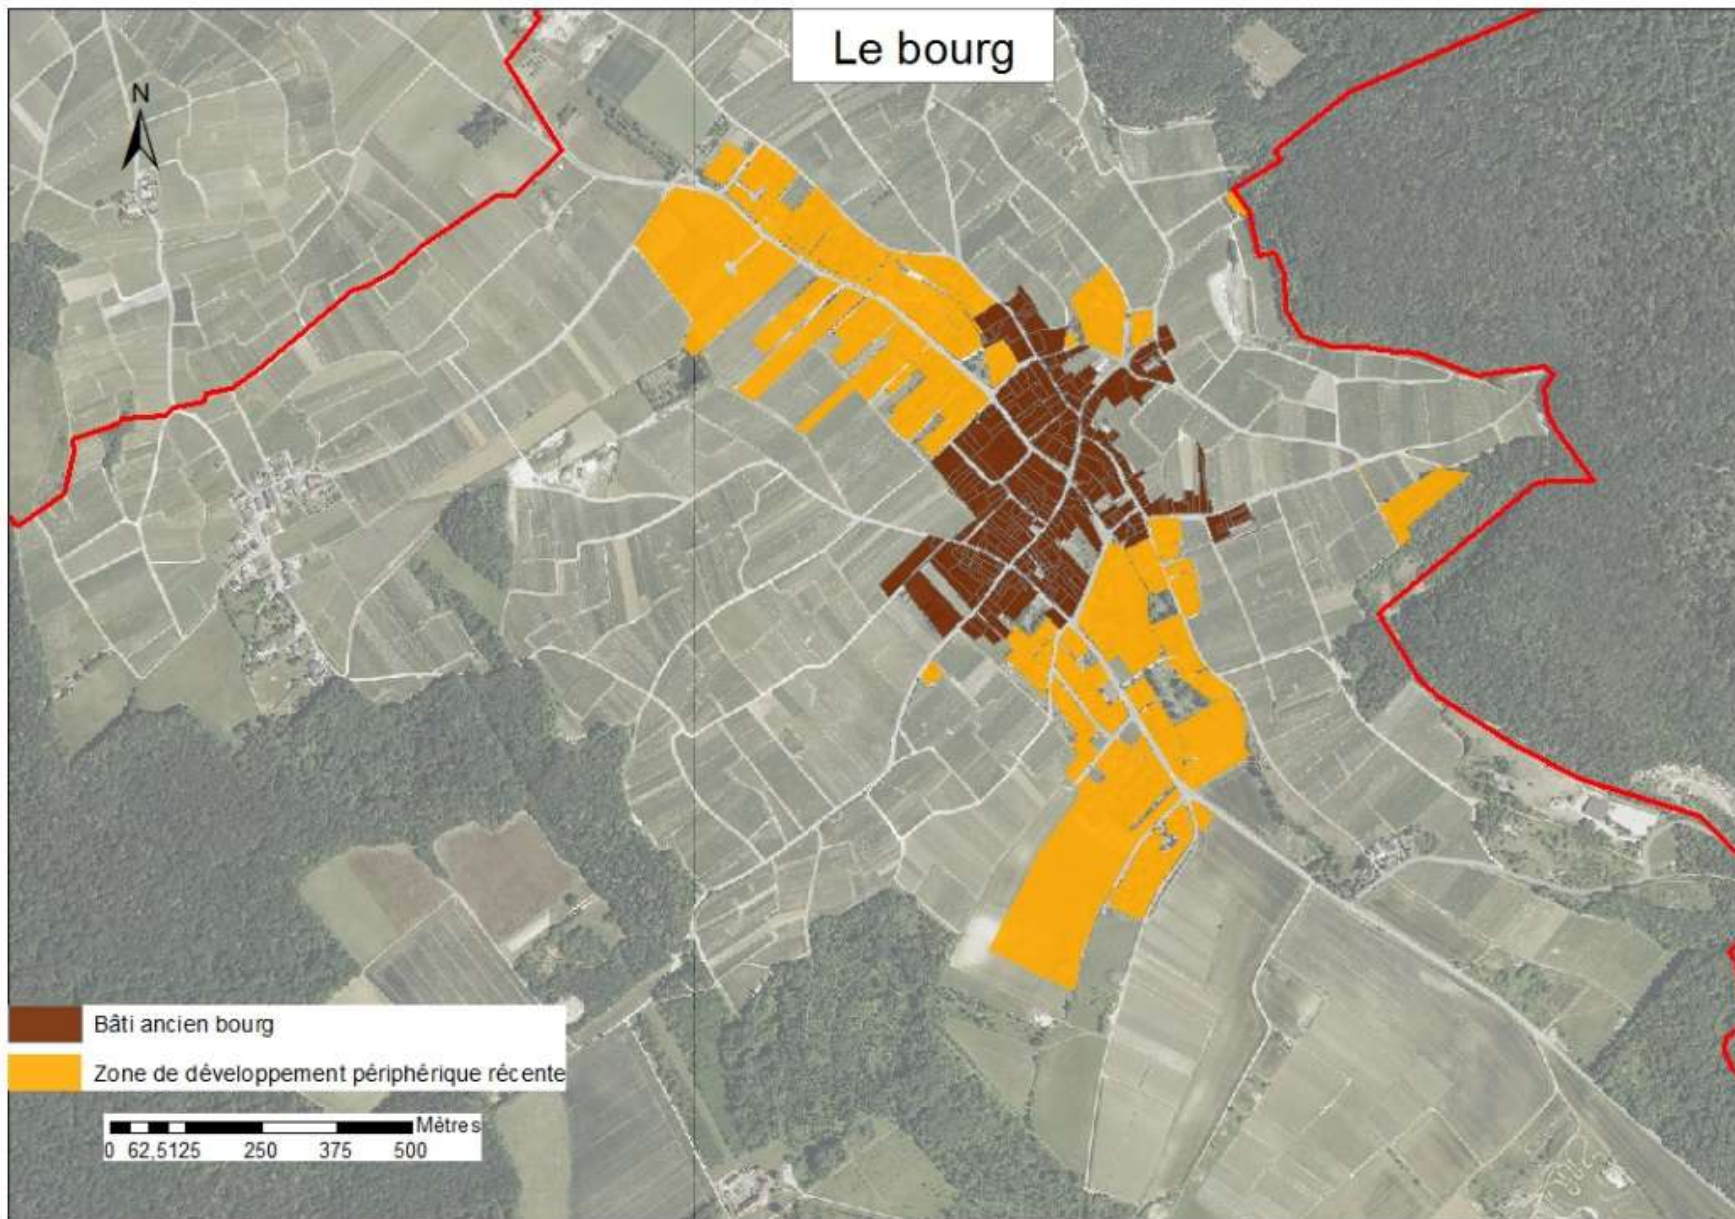 Le bourg
N
Bâti ancien bourg
Zone de développement périphérique récente
Mètres
0 62,5125 250 375 500